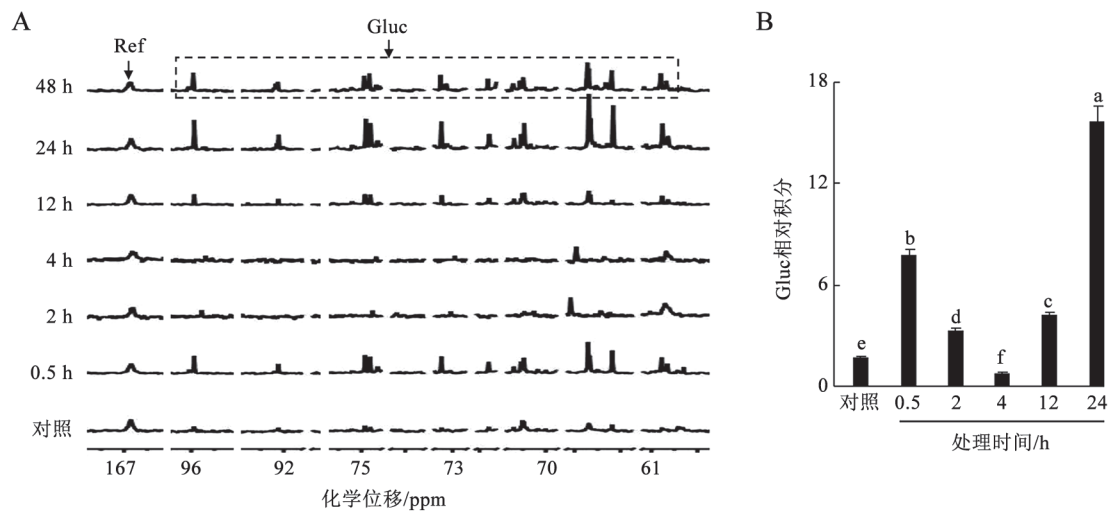 A
Gluc
Ref
48 h
24 h
12 h
4 h
2 h
0.5 h
对照
167 96 92 75 73 70 61
化学位移/ppm
B
18
12
6
0
Gluc相对积分
e b d f c a
对照 0.5 2 4 12 24
处理时间/h